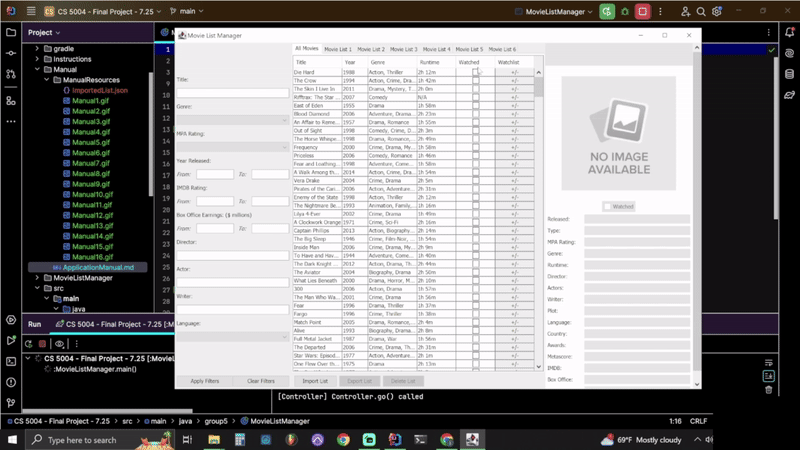 CS 5004 - Final Project - 7.25
main
MovieListManager
Project
gradle
Instructions
Manual
ManualResources
ImportedList.json
Manual1.gif
Manual2.gif
Manual3.gif
Manual4.gif
Manual5.gif
Manual6.gif
Manual7.gif
Manual8.gif
Manual9.gif
Manual10.gif
Manual11.gif
Manual12.gif
Manual13.gif
Manual14.gif
Manual15.gif
Manual16.gif
ApplicationManual.md
MovieListManager
src
main
java
Movie List Manager
Title:
Genre:
MPA Rating:
Year Released:
From: To:
IMDB Rating:
From: To:
Box Office Earnings: ($ millions)
From: To:
Director:
Actor:
Writer:
Language:
Apply Filters Clear Filters
All Movies Movie List 1 Movie List 2 Movie List 3 Movie List 4 Movie List 5 Movie List 6
Title Year Genre Runtime Watched Watchlist
Die Hard 1988 Action, Thriller 2h 12m +/-
The Crow 1994 Action, Crime, Dra... 1h 42m +/-
The Skin I Live In 2011 Drama, Mystery, T... 2h 0m +/-
Rifftrax: The Star ... 2007 Comedy N/A +/-
East of Eden 1955 Drama 1h 58m +/-
Blood Diamond 2006 Adventure, Drama... 2h 23m +/-
An Affair to Reme... 1957 Drama, Romance 1h 55m +/-
Out of Sight 1998 Comedy, Crime, D... 2h 3m +/-
The Horse Whispe... 1998 Drama, Romance... 2h 49m +/-
Frequency 2000 Crime, Drama, My... 1h 58m +/-
Priceless 2006 Comedy, Romance 1h 46m +/-
Fear and Loathing... 1998 Adventure, Come... 1h 58m +/-
A Walk Among th... 2014 Action, Crime, Dra... 1h 54m +/-
Vera Drake 2004 Crime, Drama 2h 5m +/-
Pirates of the Can... 2005 Action, Adventure... 2h 31m +/-
Enemy of the State 1998 Action, Thriller 2h 12m +/-
The Nightmare Be... 1993 Animation, Family... 1h 16m +/-
Lilya 4-Ever 2002 Crime, Drama 1h 49m +/-
A Clockwork Orange 1971 Crime, Sci-Fi 2h 16m +/-
Captain Phillips 2013 Action, Biography... 2h 14m +/-
The Big Sleep 1946 Crime, Film-Noir, ... 1h 54m +/-
Inside Man 2006 Crime, Drama, My... 2h 9m +/-
To Have and Hav... 1944 Adventure, Come... 1h 40m +/-
The Dark Knight ... 2012 Action, Drama, Th... 2h 44m +/-
The Aviator 2004 Biography, Drama 2h 50m +/-
What Lies Beneath 2000 Drama, Horror, M... 2h 10m +/-
300 2006 Action, Drama 1h 57m +/-
The Man Who Wa... 2001 Crime, Drama 1h 56m +/-
Fear 1996 Drama, Thriller 1h 37m +/-
Fargo 1996 Crime, Thriller 1h 38m +/-
Match Point 2005 Drama, Romance... 2h 4m +/-
Alive 1993 Biography, Drama... 2h 8m +/-
Full Metal Jacket 1987 Drama, War 1h 56m +/-
The Departed 2006 Crime, Drama, Th... 2h 31m +/-
Star Wars: Episod... 1977 Action, Adventure... 2h 1m +/-
One Flew Over th... 1975 Drama 2h 13m +/-
Import List Export List Delete List
NO IMAGE
AVAILABLE
Watched
Released:
Type:
MPA Rating:
Genre:
Runtime:
Director:
Actors:
Writer:
Plot:
Language:
Country:
Awards:
Metascore:
IMDB:
Box Office:
Run
CS 5004 - Final Project - 7.25 [:MovieL
CS 5004 - Final Project - 7.25
:MovieListManager.main()
[Controller] Controller.go() called
CS 5004 - Final Project - 7.25 > src > main > java > group5 > MovieListManager
1:16 CRLF
Type here to search
69°F Mostly cloudy